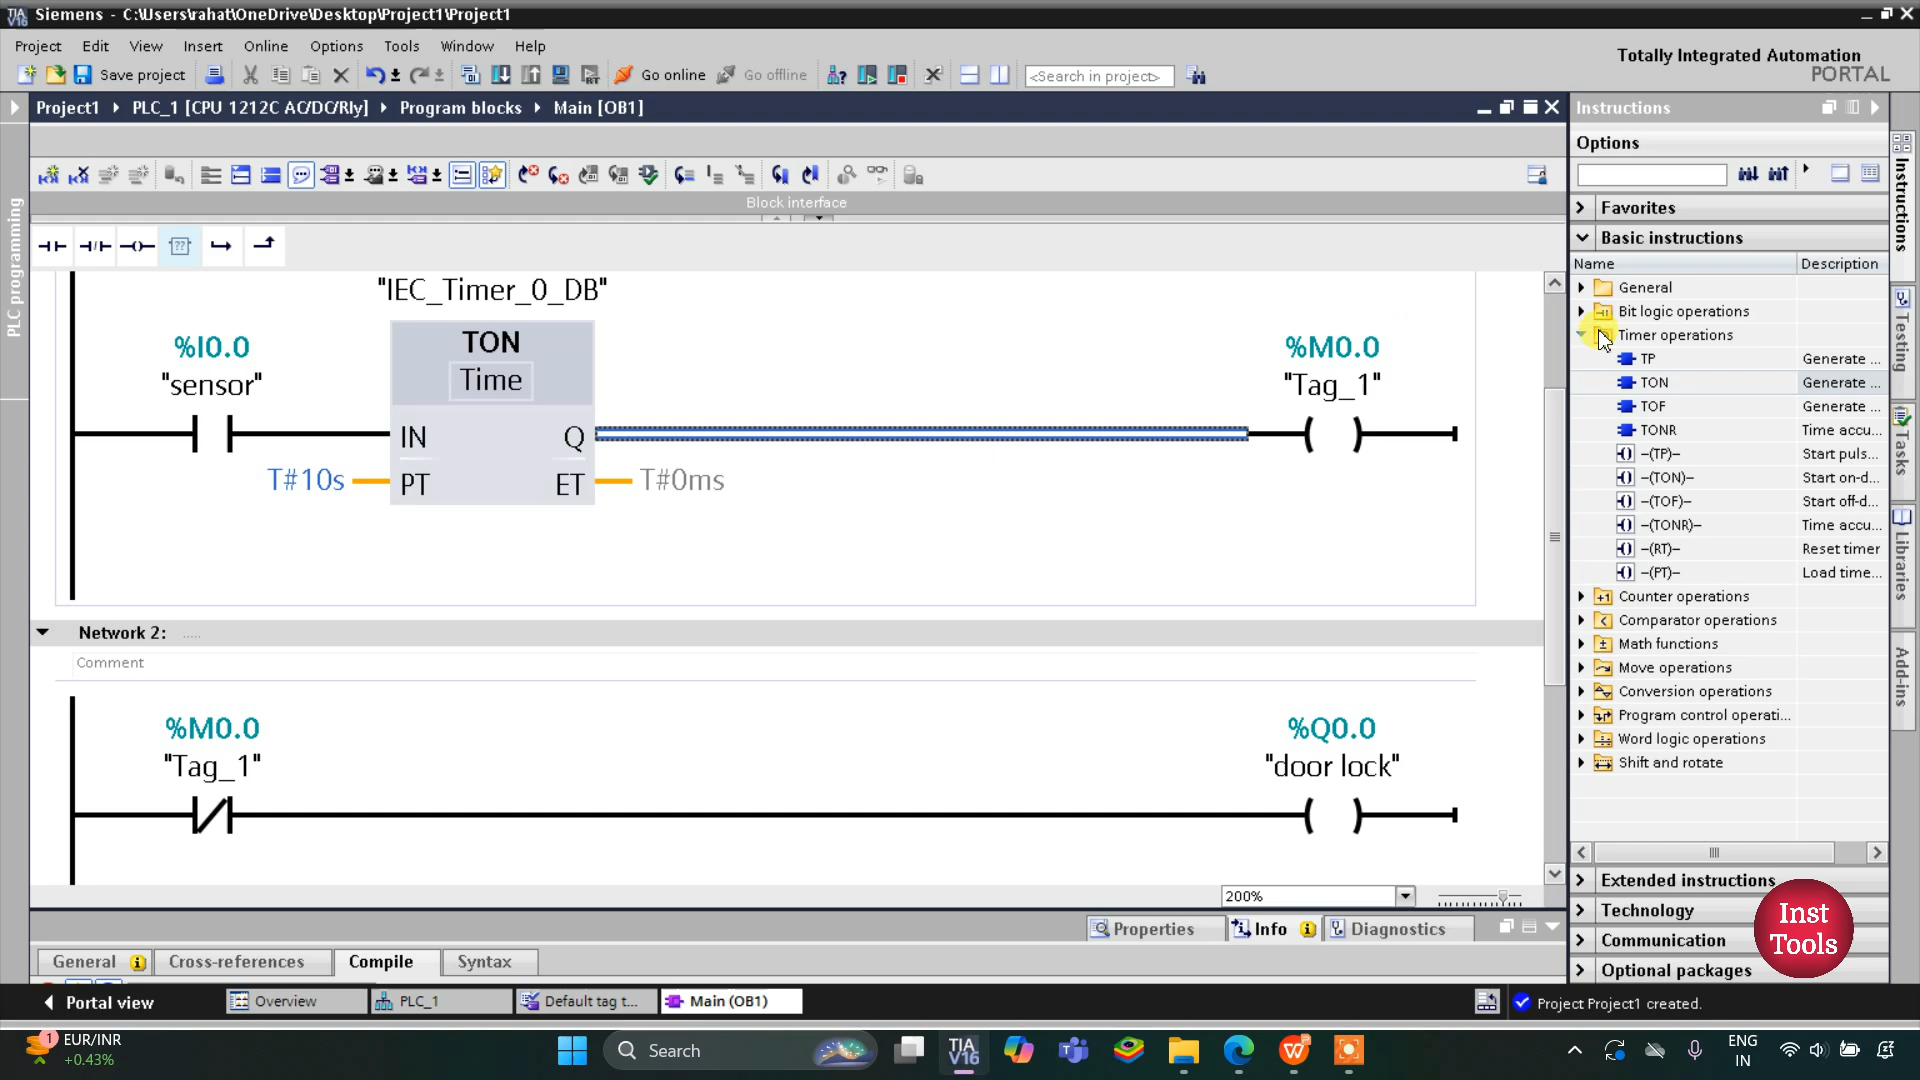 Siemens - C:\Users\rahat\OneDrive\Desktop\Project1\Project1
Project Edit View Insert Online Options Tools Window Help
Totally Integrated Automation
PORTAL
Save project
Go online
Go offline
<Search in project>
Project1 PLC_1 [CPU 1212C AC/DC/Rly] Program blocks Main [OB1]
Instructions
Options
Block interface
PLC programming
??
"IEC_Timer_0_DB"
TON
Time
%I0.0
"sensor"
IN
Q
T#10s
PT
ET
T#0ms
%M0.0
"Tag_1"
Network 2: .....
Comment
%M0.0
"Tag_1"
%Q0.0
"door lock"
200%
Favorites
Basic instructions
Name Description
General
Bit logic operations
Timer operations
TP Generate ...
TON Generate ...
TOF Generate ...
TONR Time accu...
-(TP)- Start puls...
-(TON)- Start on-d...
-(TOF)- Start off-d...
-(TONR)- Time accu...
-(RT)- Reset timer
-(PT)- Load time...
Counter operations
Comparator operations
Math functions
Move operations
Conversion operations
Program control operati...
Word logic operations
Shift and rotate
Extended instructions
Technology
Communication
Optional packages
Inst
Tools
Instructions
Testing
Tasks
Libraries
Add-ins
Properties Info Diagnostics
General Cross-references Compile Syntax
Portal view Overview PLC_1 Default tag t... Main (OB1)
Project Project1 created.
1
EUR/INR
+0.43%
Search
TIA
V16
ENG
IN